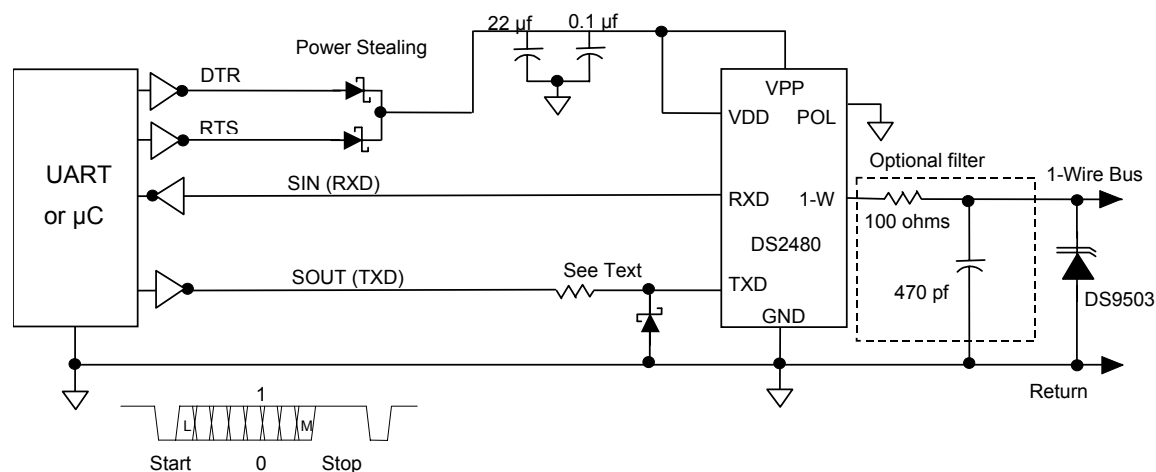 22 µf
0.1 µf
Power Stealing
DTR
RTS
VPP
VDD
POL
UART
or µC
SIN (RXD)
RXD
1-W
DS2480
Optional filter
100 ohms
1-Wire Bus
SOUT (TXD)
See Text
TXD
GND
470 pf
DS9503
Return
1
L
M
Start
0
Stop